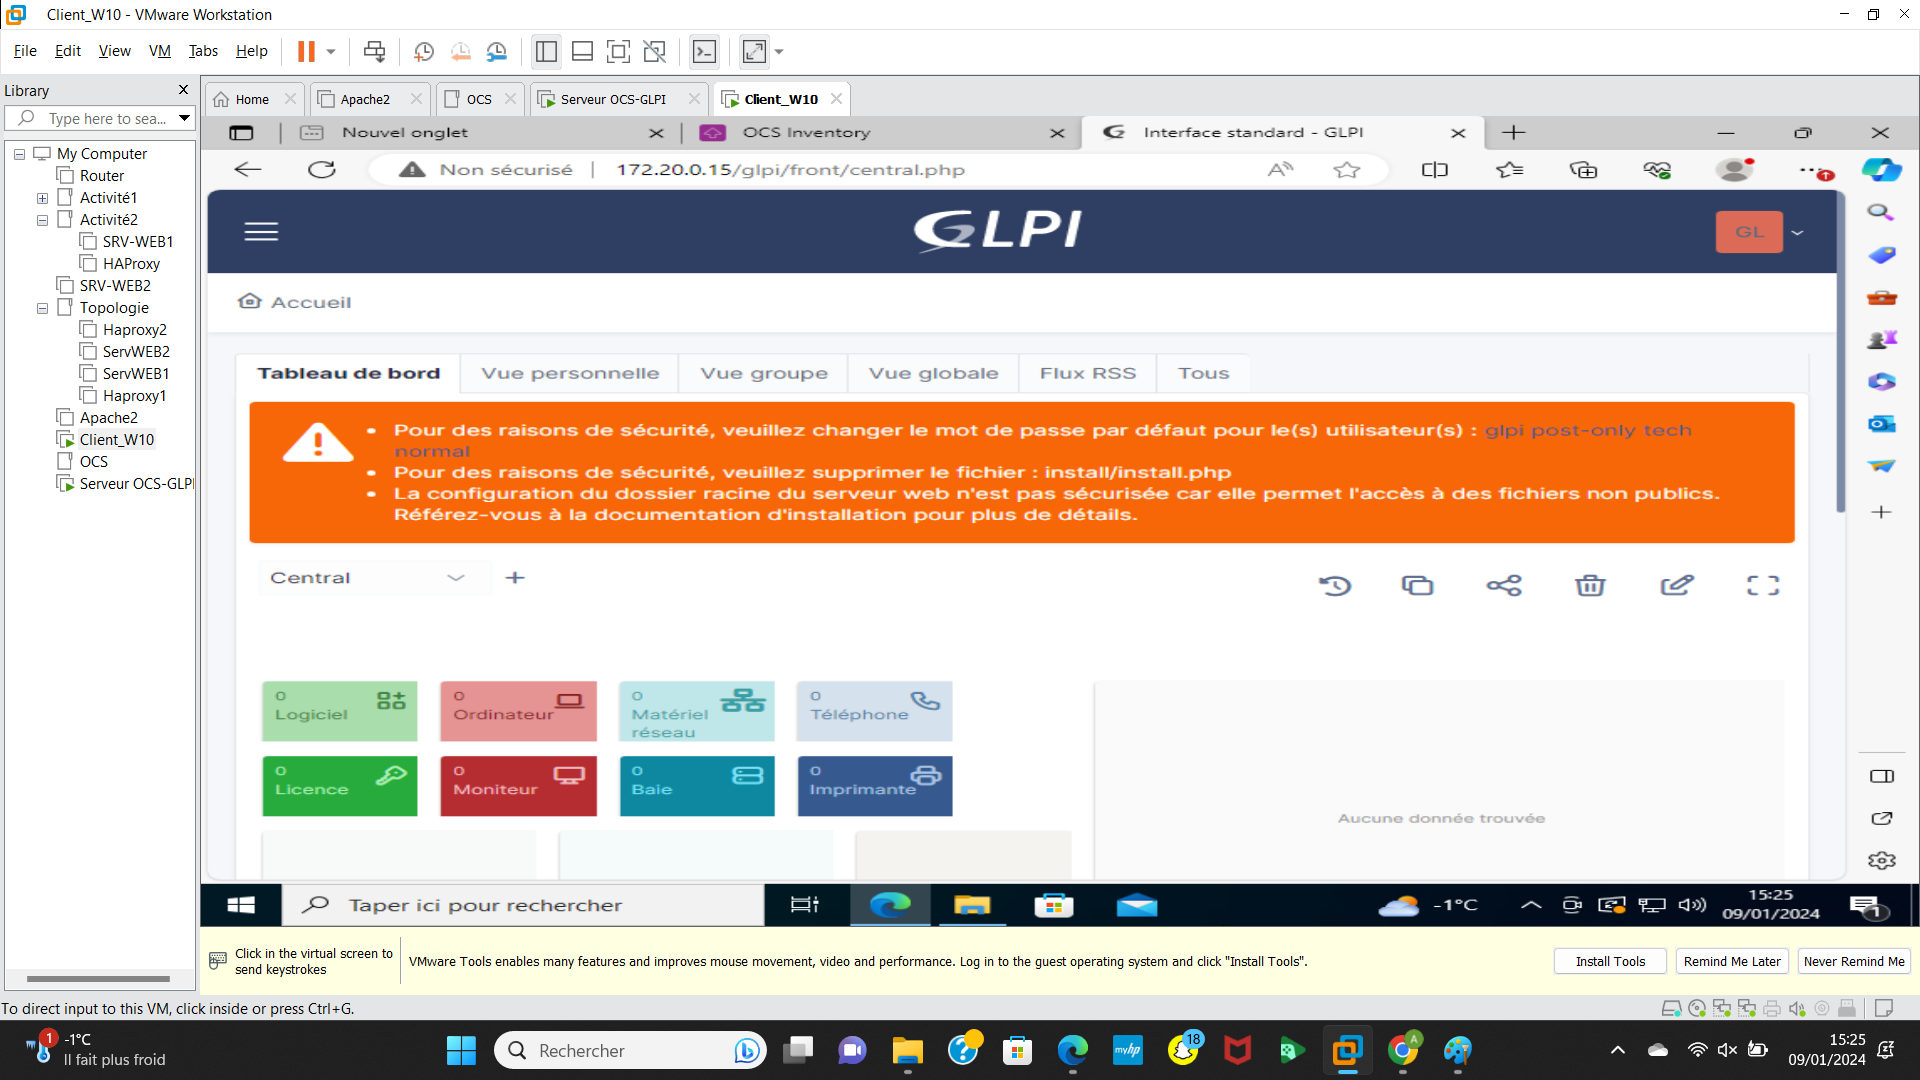 Client_W10 - VMware Workstation
File Edit View VM Tabs Help
Library
Type here to sea...
My Computer
Router
Activité1
Activité2
SRV-WEB1
HAProxy
SRV-WEB2
Topologie
Haproxy2
ServWEB2
ServWEB1
Haproxy1
Apache2
Client_W10
OCS
Serveur OCS-GLPI
Home
Apache2
OCS
Serveur OCS-GLPI
Client_W10
Nouvel onglet
OCS Inventory
Interface standard - GLPI
Non sécurisé
172.20.0.15/glpi/front/central.php
GLPI
GL
Accueil
Tableau de bord
Vue personnelle
Vue groupe
Vue globale
Flux RSS
Tous
• Pour des raisons de sécurité, veuillez changer le mot de passe par défaut pour le(s) utilisateur(s) : glpi post-only tech
normal
• Pour des raisons de sécurité, veuillez supprimer le fichier : install/install.php
• La configuration du dossier racine du serveur web n'est pas sécurisée car elle permet l'accès à des fichiers non publics.
Référez-vous à la documentation d'installation pour plus de détails.
Central
0
Logiciel
0
Ordinateur
0
Matériel
réseau
0
Téléphone
0
Licence
0
Moniteur
0
Baie
0
Imprimante
Aucune donnée trouvée
Taper ici pour rechercher
-1°C
15:25
09/01/2024
1
Click in the virtual screen to
send keystrokes
VMware Tools enables many features and improves mouse movement, video and performance. Log in to the guest operating system and click "Install Tools".
Install Tools
Remind Me Later
Never Remind Me
To direct input to this VM, click inside or press Ctrl+G.
1
-1°C
Il fait plus froid
Rechercher
myhp
18
A
15:25
09/01/2024